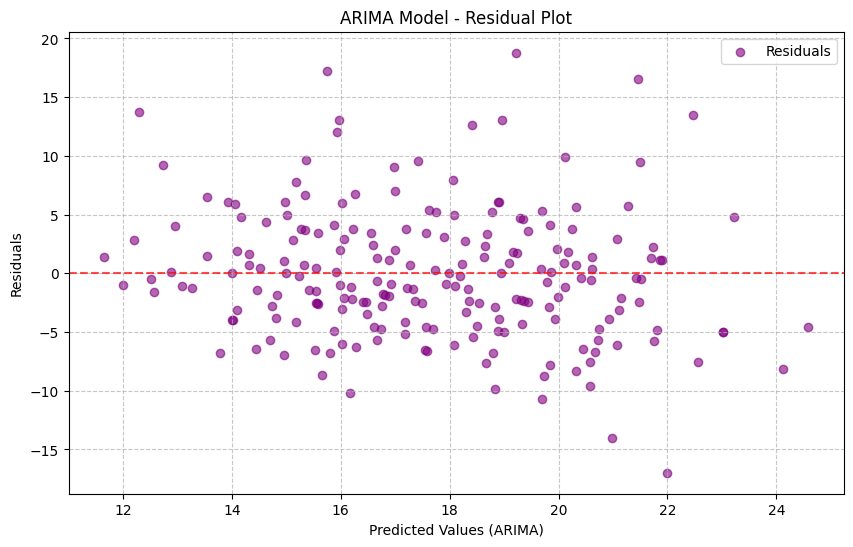 ARIMA Model - Residual Plot
Residuals
20
15
10
5
0
−5
−10
−15
Residuals
12 14 16 18 20 22 24
Predicted Values (ARIMA)